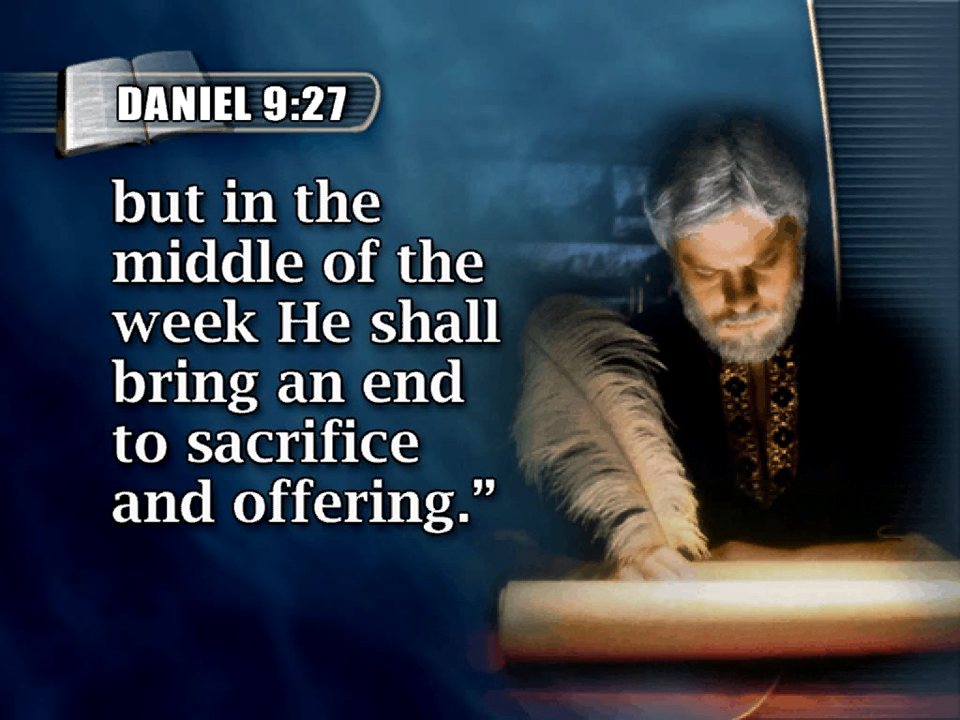 DANIEL 9:27
but in the
middle of the
week He shall
bring an end
to sacrifice
and offering.”